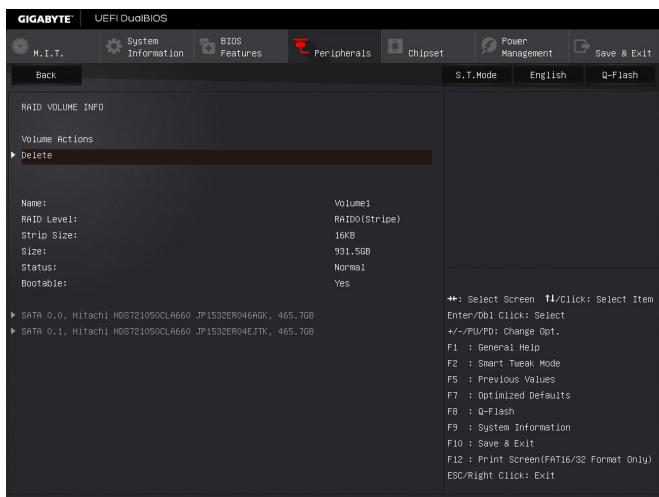 GIGABYTE™ UEFI DualBIOS
M.I.T. System Information BIOS Features Peripherals Chipset Power Management Save & Exit
Back S.T.Mode English Q-Flash
RAID VOLUME INFO
Volume Actions
Delete
Name: Volume1
RAID Level: RAID0(Stripe)
Strip Size: 16KB
Size: 931.5GB
Status: Normal
Bootable: Yes
SATA 0.0, Hitachi HDS721050CLA660 JP1532ER046AGK, 465.7GB
SATA 0.1, Hitachi HDS721050CLA660 JP1532ER04EJTK, 465.7GB
→←: Select Screen ↑↓/Click: Select Item
Enter/Dbl Click: Select
+/-/PU/PD: Change Opt.
F1 : General Help
F2 : Smart Tweak Mode
F5 : Previous Values
F7 : Optimized Defaults
F8 : Q-Flash
F9 : System Information
F10 : Save & Exit
F12 : Print Screen(FAT16/32 Format Only)
ESC/Right Click: Exit